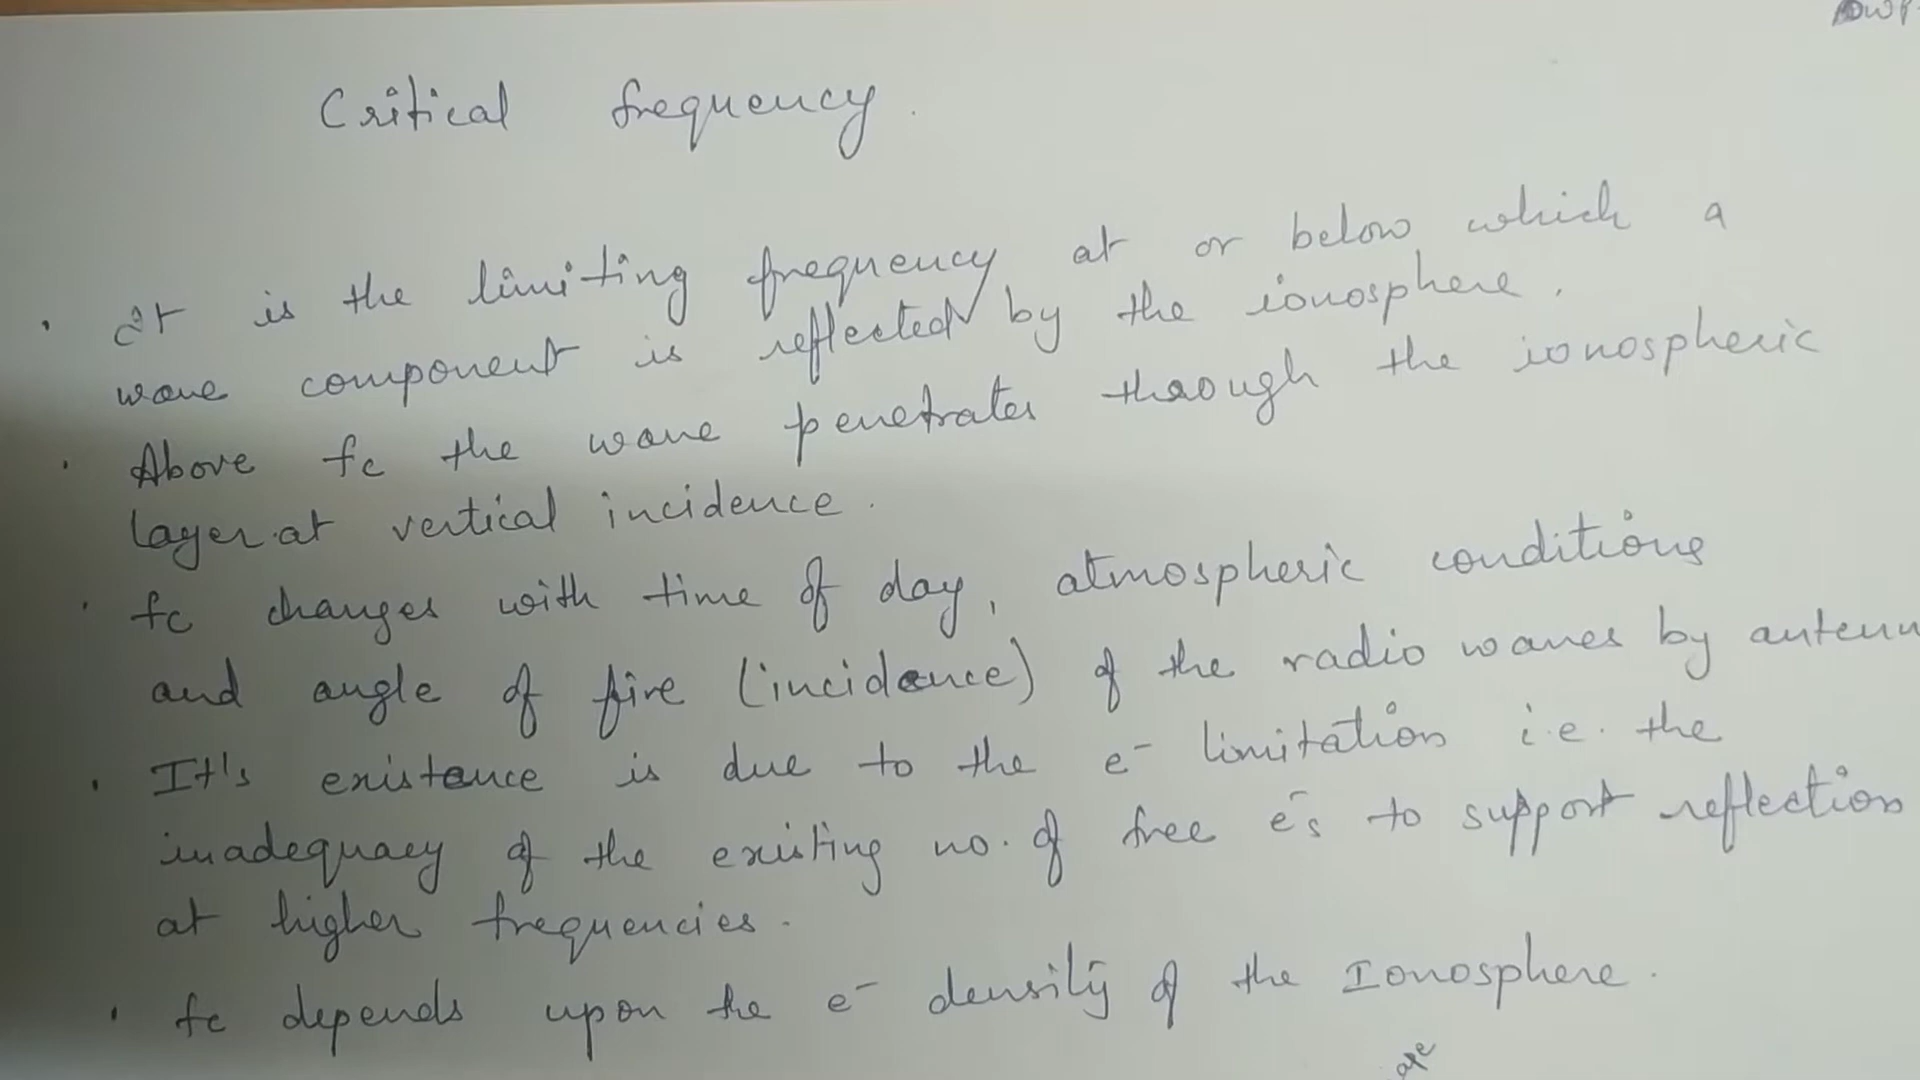 Critical frequency.
. It is the limiting frequency at or below which a
wave component is reflected by the ionosphere.
. Above fc the wave penetrates through the ionospheric
layer at vertical incidence.
. fc changes with time of day, atmospheric conditions
and angle of fire (incidence) of the radio waves by antenn
. It's existence is due to the e⁻ limitation i.e. the
inadequacy of the existing no. of free e⁻s to support reflection
at higher frequencies.
. fc depends upon the e⁻ density of the Ionosphere.